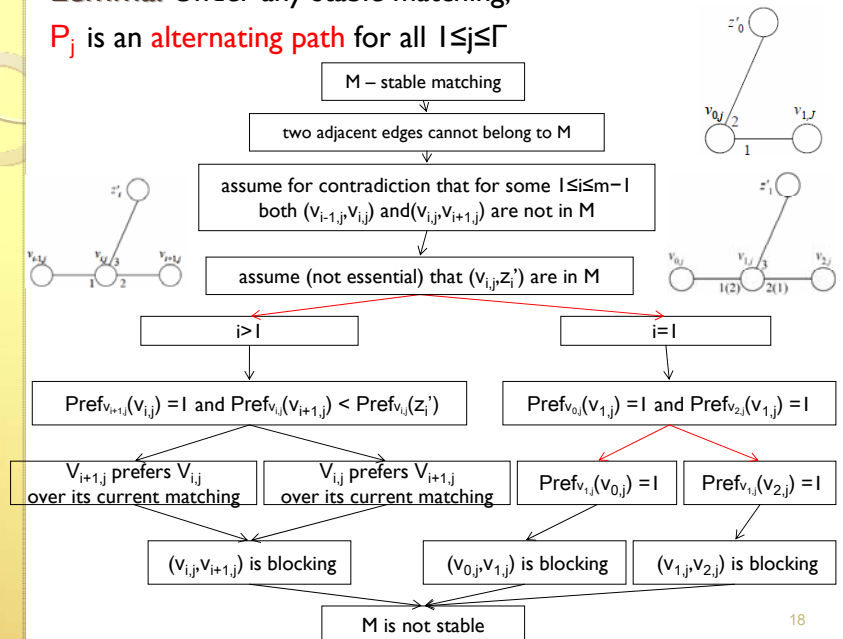 Lemma: Under any stable matching,
Pj is an alternating path for all 1≤j≤Γ
z'0
v0,j
2
v1,J
1
M – stable matching
two adjacent edges cannot belong to M
assume for contradiction that for some 1≤i≤m−1
both (vi-1,j,vi,j) and(vi,j,vi+1,j) are not in M
z'i
vi-1,j
vi,j
3
vi+1,j
1
2
z'1
v0,j
v1,j
3
v2,j
1(2)
2(1)
assume (not essential) that (vi,j,zi’) are in M
i>1
i=1
Prefvi+1,j(vi,j) =1 and Prefvi,j(vi+1,j) < Prefvi,j(zi’)
Prefv0,j(v1,j) =1 and Prefv2,j(v1,j) =1
Vi+1,j prefers Vi,j
over its current matching
Vi,j prefers Vi+1,j
over its current matching
Prefv1,j(v0,j) =1
Prefv1,j(v2,j) =1
(vi,j,vi+1,j) is blocking
(v0,j,v1,j) is blocking
(v1,j,v2,j) is blocking
M is not stable
18